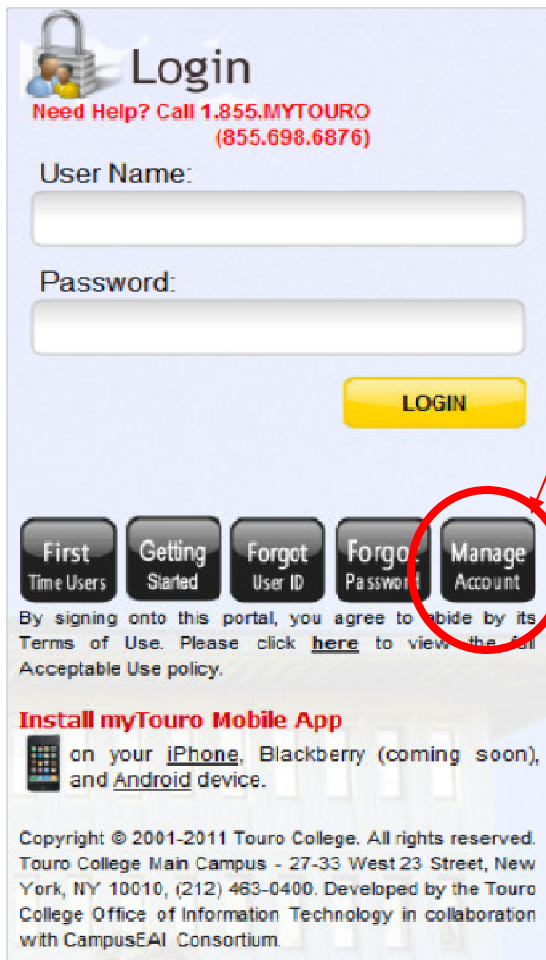 Login
Need Help? Call 1.855.MYTOURO
(855.698.6876)
User Name:
Password:
LOGIN
First Time Users
Getting Started
Forgot User ID
Forgot Password
Manage Account
By signing onto this portal, you agree to abide by its
Terms of Use. Please click here to view the full
Acceptable Use policy.
Install myTouro Mobile App
on your iPhone, Blackberry (coming soon),
and Android device.
Copyright © 2001-2011 Touro College. All rights reserved.
Touro College Main Campus - 27-33 West 23 Street, New
York, NY 10010, (212) 463-0400. Developed by the Touro
College Office of Information Technology in collaboration
with CampusEAI Consortium.